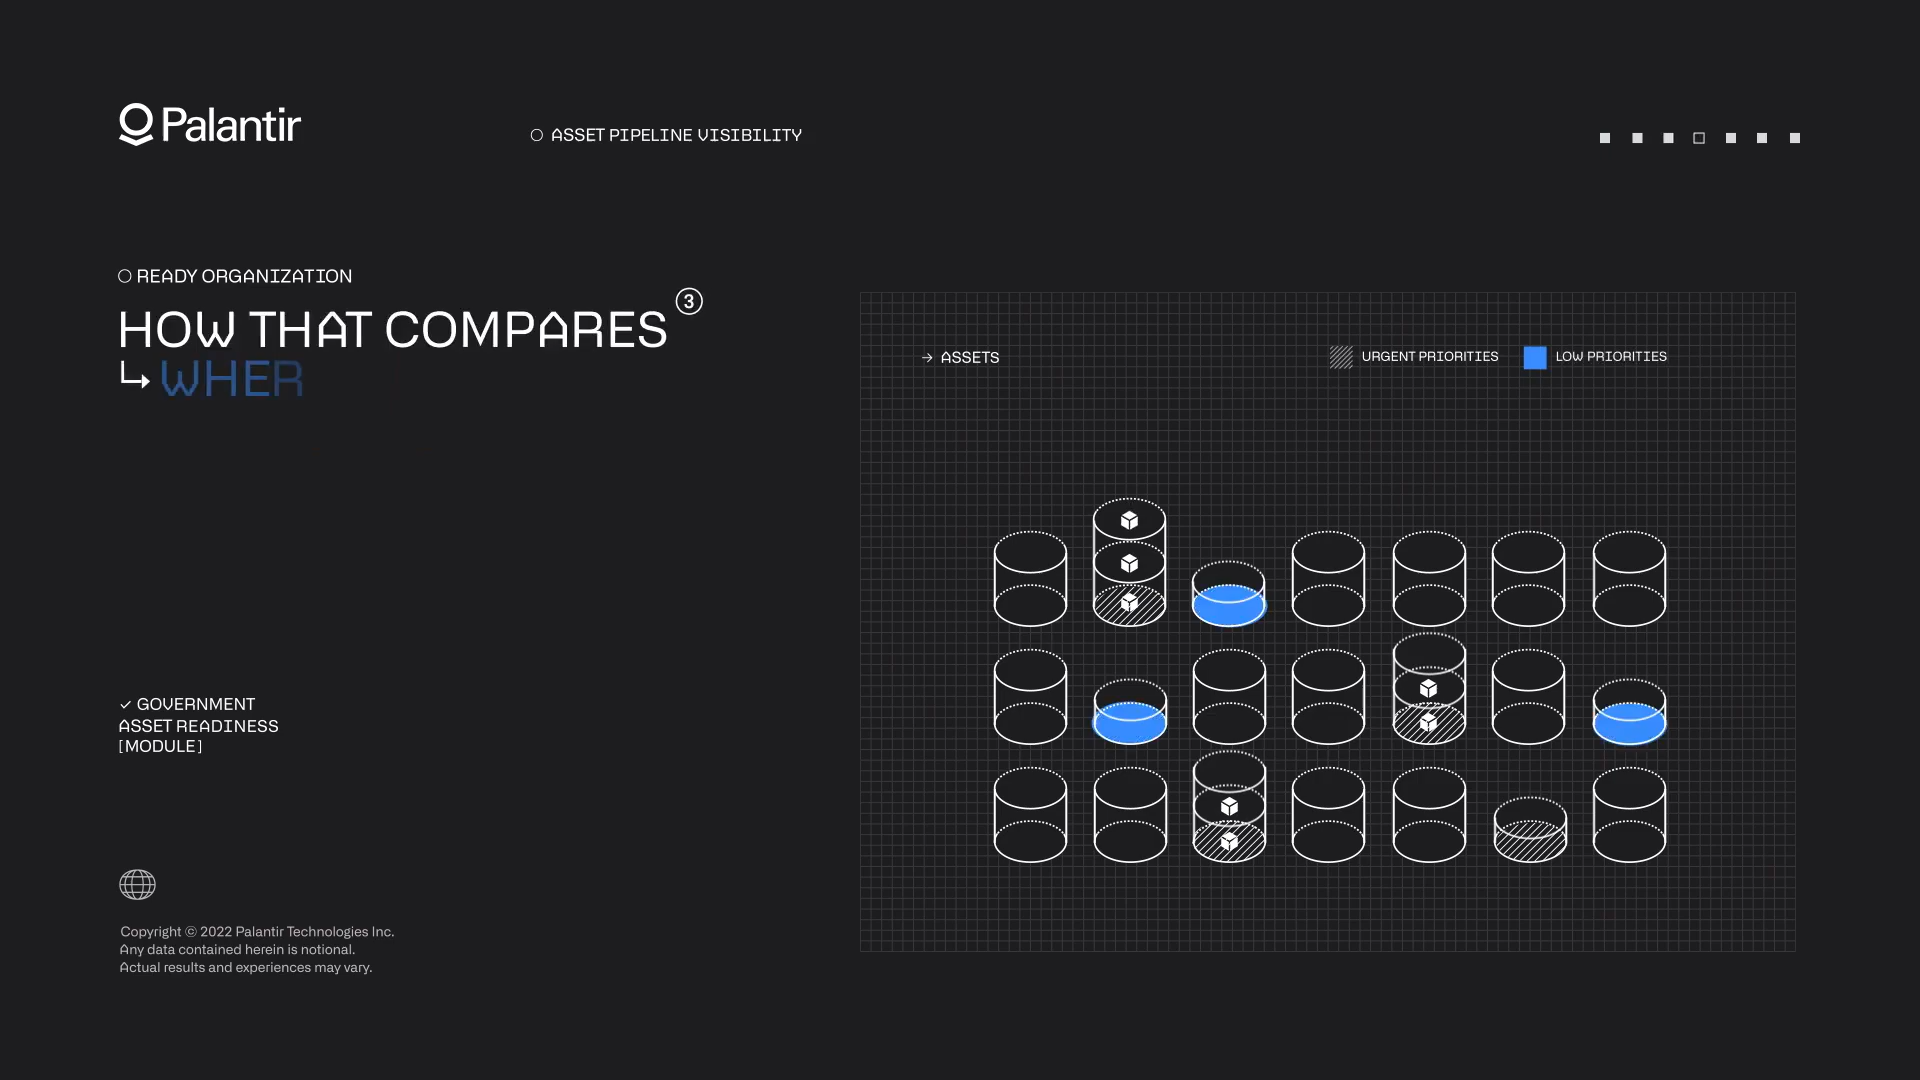 Palantir
ASSET PIPELINE VISIBILITY
READY ORGANIZATION
HOW THAT COMPARES 3
WHER
ASSETS
URGENT PRIORITIES
LOW PRIORITIES
GOVERNMENT
ASSET READINESS
[MODULE]
Copyright © 2022 Palantir Technologies Inc.
Any data contained herein is notional.
Actual results and experiences may vary.